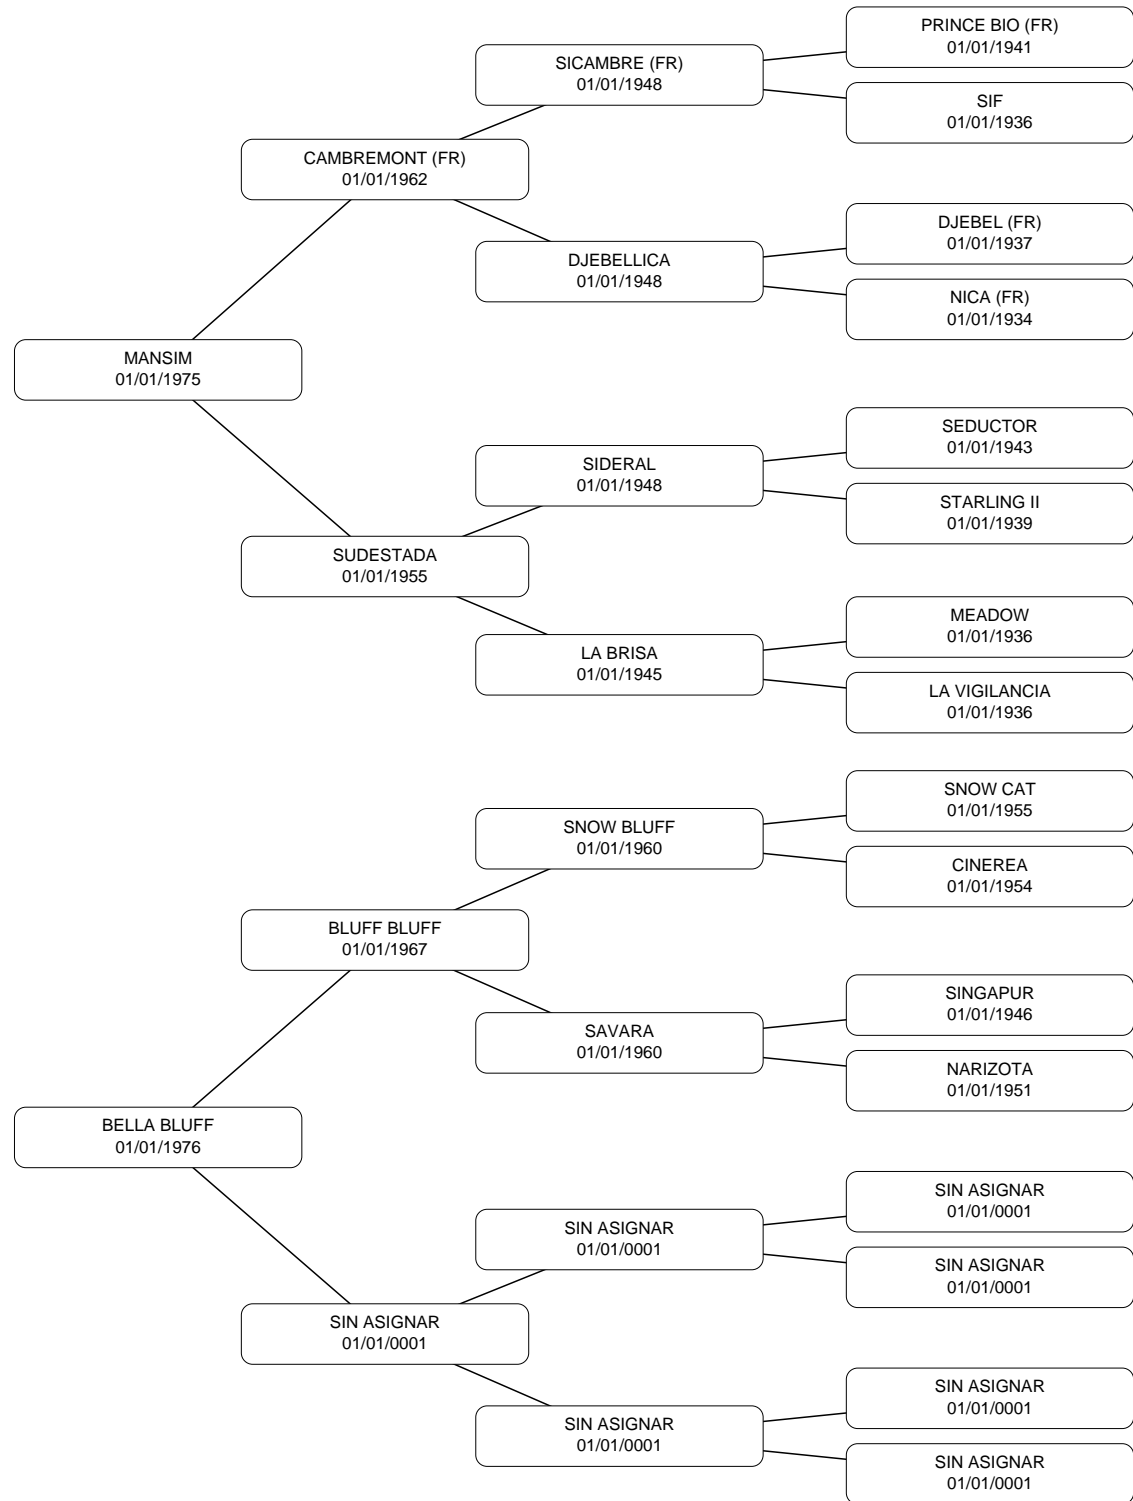 PRINCE BIO (FR)
01/01/1941
SICAMBRE (FR)
01/01/1948
SIF
01/01/1936
CAMBREMONT (FR)
01/01/1962
DJEBEL (FR)
01/01/1937
DJEBELLICA
01/01/1948
NICA (FR)
01/01/1934
MANSIM
01/01/1975
SEDUCTOR
01/01/1943
SIDERAL
01/01/1948
STARLING II
01/01/1939
SUDESTADA
01/01/1955
MEADOW
01/01/1936
LA BRISA
01/01/1945
LA VIGILANCIA
01/01/1936
SNOW CAT
01/01/1955
SNOW BLUFF
01/01/1960
CINEREA
01/01/1954
BLUFF BLUFF
01/01/1967
SINGAPUR
01/01/1946
SAVARA
01/01/1960
NARIZOTA
01/01/1951
BELLA BLUFF
01/01/1976
SIN ASIGNAR
01/01/0001
SIN ASIGNAR
01/01/0001
SIN ASIGNAR
01/01/0001
SIN ASIGNAR
01/01/0001
SIN ASIGNAR
01/01/0001
SIN ASIGNAR
01/01/0001
SIN ASIGNAR
01/01/0001